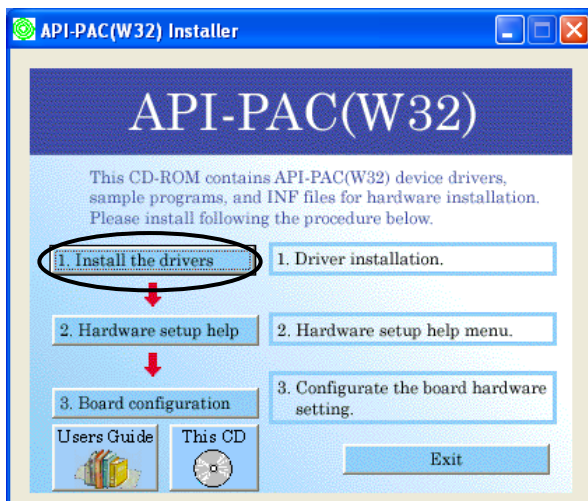 API-PAC(W32) Installer
API-PAC(W32)
This CD-ROM contains API-PAC(W32) device drivers,
sample programs, and INF files for hardware installation.
Please install following the procedure below.
1. Install the drivers
1. Driver installation.
2. Hardware setup help
2. Hardware setup help menu.
3. Board configuration
3. Configurate the board hardware
setting.
Users Guide
This CD
Exit